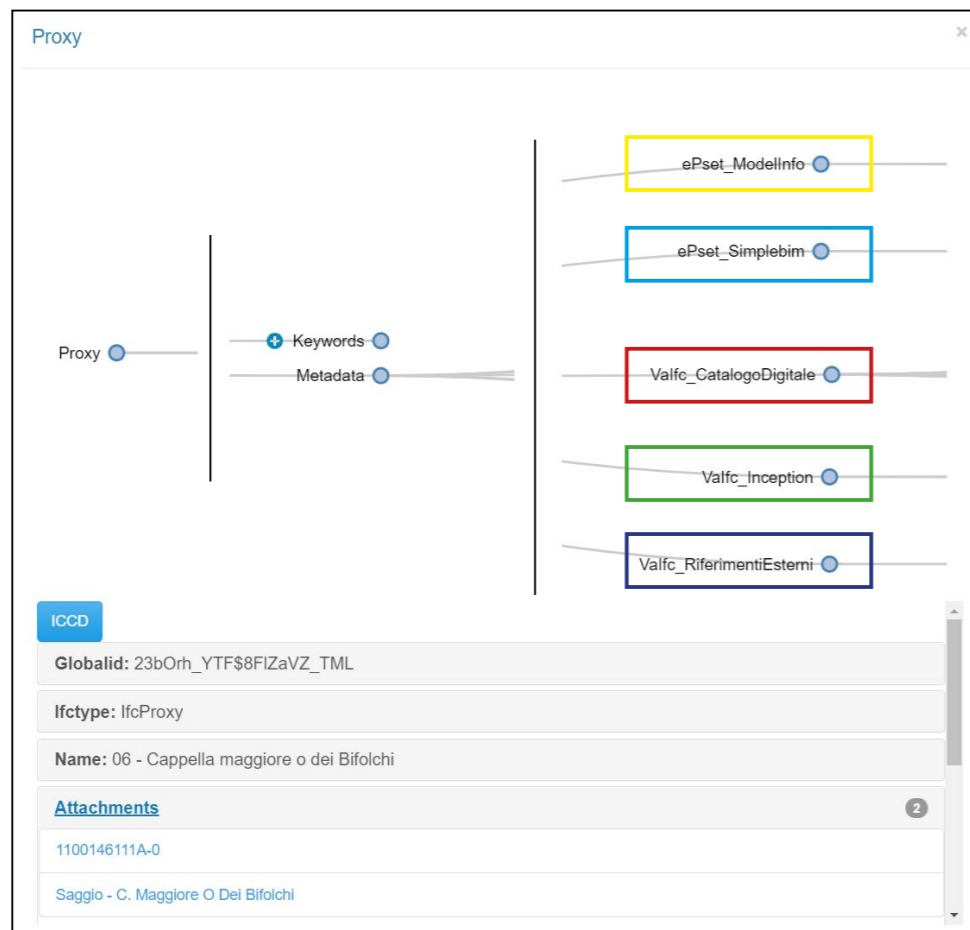 Proxy
×
ePset_ModelInfo
ePset_Simplebim
Keywords
Proxy
Metadata
Valfc_CatalogoDigitale
Valfc_Inception
Valfc_RiferimentiEsterni
ICCD
Globalid: 23bOrh_YTF$8FlZaVZ_TML
Ifctype: IfcProxy
Name: 06 - Cappella maggiore o dei Bifolchi
Attachments 2
1100146111A-0
Saggio - C. Maggiore O Dei Bifolchi